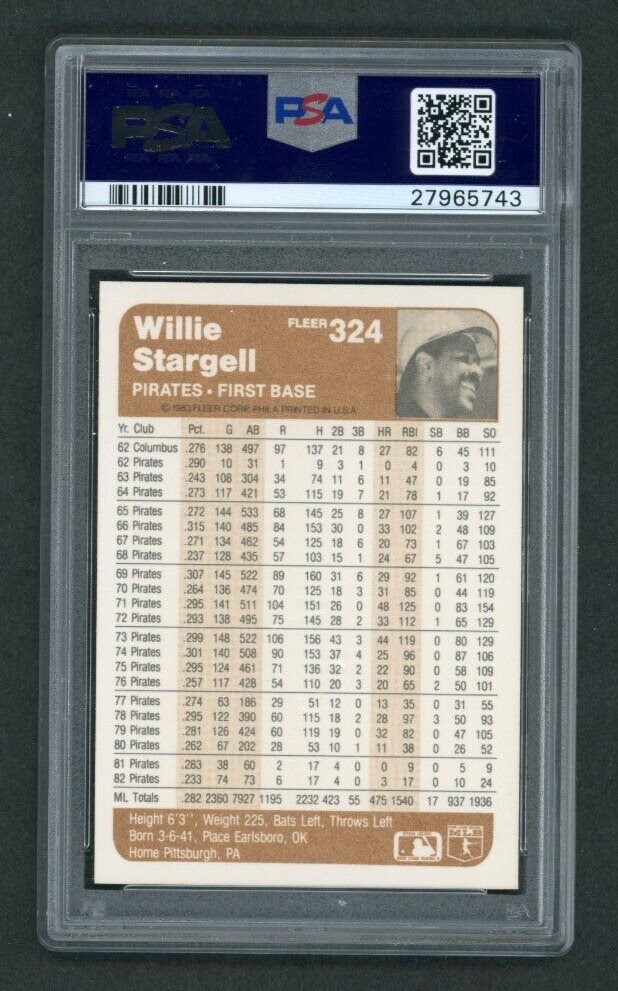 PSA
PSA
27965743
Willie
Stargell
FLEER 324
PIRATES • FIRST BASE
© 1983 FLEER CORP. PHILA. PRINTED IN U.S.A.
Yr. Club Pct. G AB R H 2B 3B HR RBI SB BB SO
62 Columbus .276 138 497 97 137 21 8 27 82 6 45 111
62 Pirates .290 10 31 1 9 3 1 0 4 0 3 10
63 Pirates .243 108 304 34 74 11 6 11 47 0 19 85
64 Pirates .273 117 421 53 115 19 7 21 78 1 17 92
65 Pirates .272 144 533 68 145 25 8 27 107 1 39 127
66 Pirates .315 140 485 84 153 30 0 33 102 2 48 109
67 Pirates .271 134 462 54 125 18 6 20 73 1 67 103
68 Pirates .237 128 435 57 103 15 1 24 67 5 47 105
69 Pirates .307 145 522 89 160 31 6 29 92 1 61 120
70 Pirates .264 136 474 70 125 18 3 31 85 0 44 119
71 Pirates .295 141 511 104 151 26 0 48 125 0 83 154
72 Pirates .293 138 495 75 145 28 2 33 112 1 65 129
73 Pirates .299 148 522 106 156 43 3 44 119 0 80 129
74 Pirates .301 140 508 90 153 37 4 25 96 0 87 106
75 Pirates .295 124 461 71 136 32 2 22 90 0 58 109
76 Pirates .257 117 428 54 110 20 3 20 65 2 50 101
77 Pirates .274 63 186 29 51 12 0 13 35 0 31 55
78 Pirates .295 122 390 60 115 18 2 28 97 3 50 93
79 Pirates .281 126 424 60 119 19 0 32 82 0 47 105
80 Pirates .262 67 202 28 53 10 1 11 38 0 26 52
81 Pirates .283 38 60 2 17 4 0 0 9 0 5 9
82 Pirates .233 74 73 6 17 4 0 3 17 0 10 24
ML Totals .282 2360 7927 1195 2232 423 55 475 1540 17 937 1936
Height 6'3'', Weight 225, Bats Left, Throws Left
Born 3-6-41, Place Earlsboro, OK
Home Pittsburgh, PA